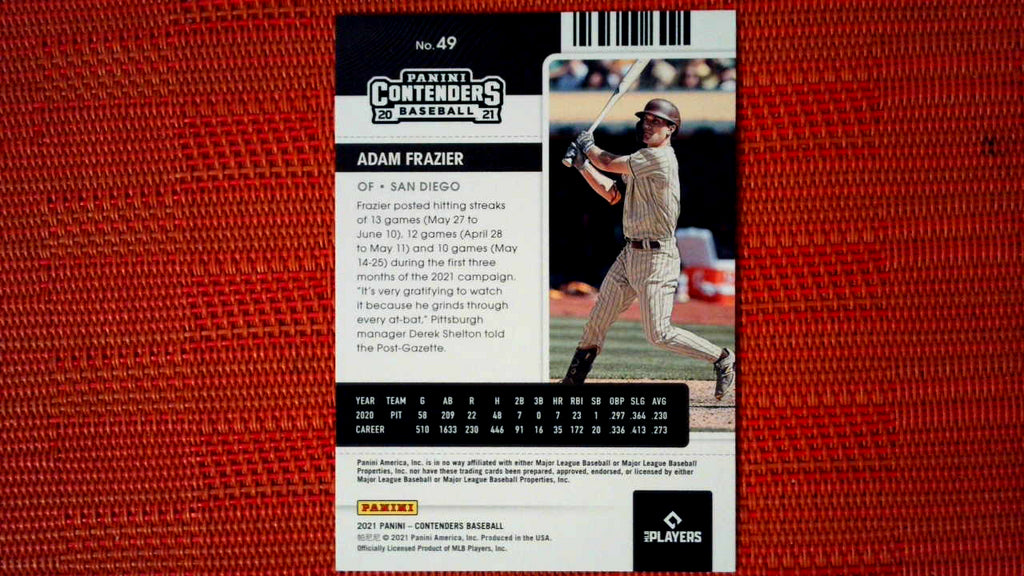 No. 49
PANINI
CONTENDERS
20 BASEBALL 21
ADAM FRAZIER
OF • SAN DIEGO
Frazier posted hitting streaks
of 13 games (May 27 to
June 10), 12 games (April 28
to May 11) and 10 games (May
14-25) during the first three
months of the 2021 campaign.
"It's very gratifying to watch
it because he grinds through
every at-bat," Pittsburgh
manager Derek Shelton told
the Post-Gazette.
YEAR TEAM G AB R H 2B 3B HR RBI SB OBP SLG AVG
2020 PIT 58 209 22 48 7 0 7 23 1 .297 .364 .230
CAREER 510 1633 230 446 91 16 35 172 20 .336 .413 .273
Panini America, Inc. is in no way affiliated with either Major League Baseball or Major League Baseball
Properties, Inc. nor have these trading cards been prepared, approved, endorsed, or licensed by either
Major League Baseball or Major League Baseball Properties, Inc.
PANINI
2021 PANINI – CONTENDERS BASEBALL
帕尼尼 © 2021 Panini America, Inc. Produced in the USA.
Officially Licensed Product of MLB Players, Inc.
MLB PLAYERS